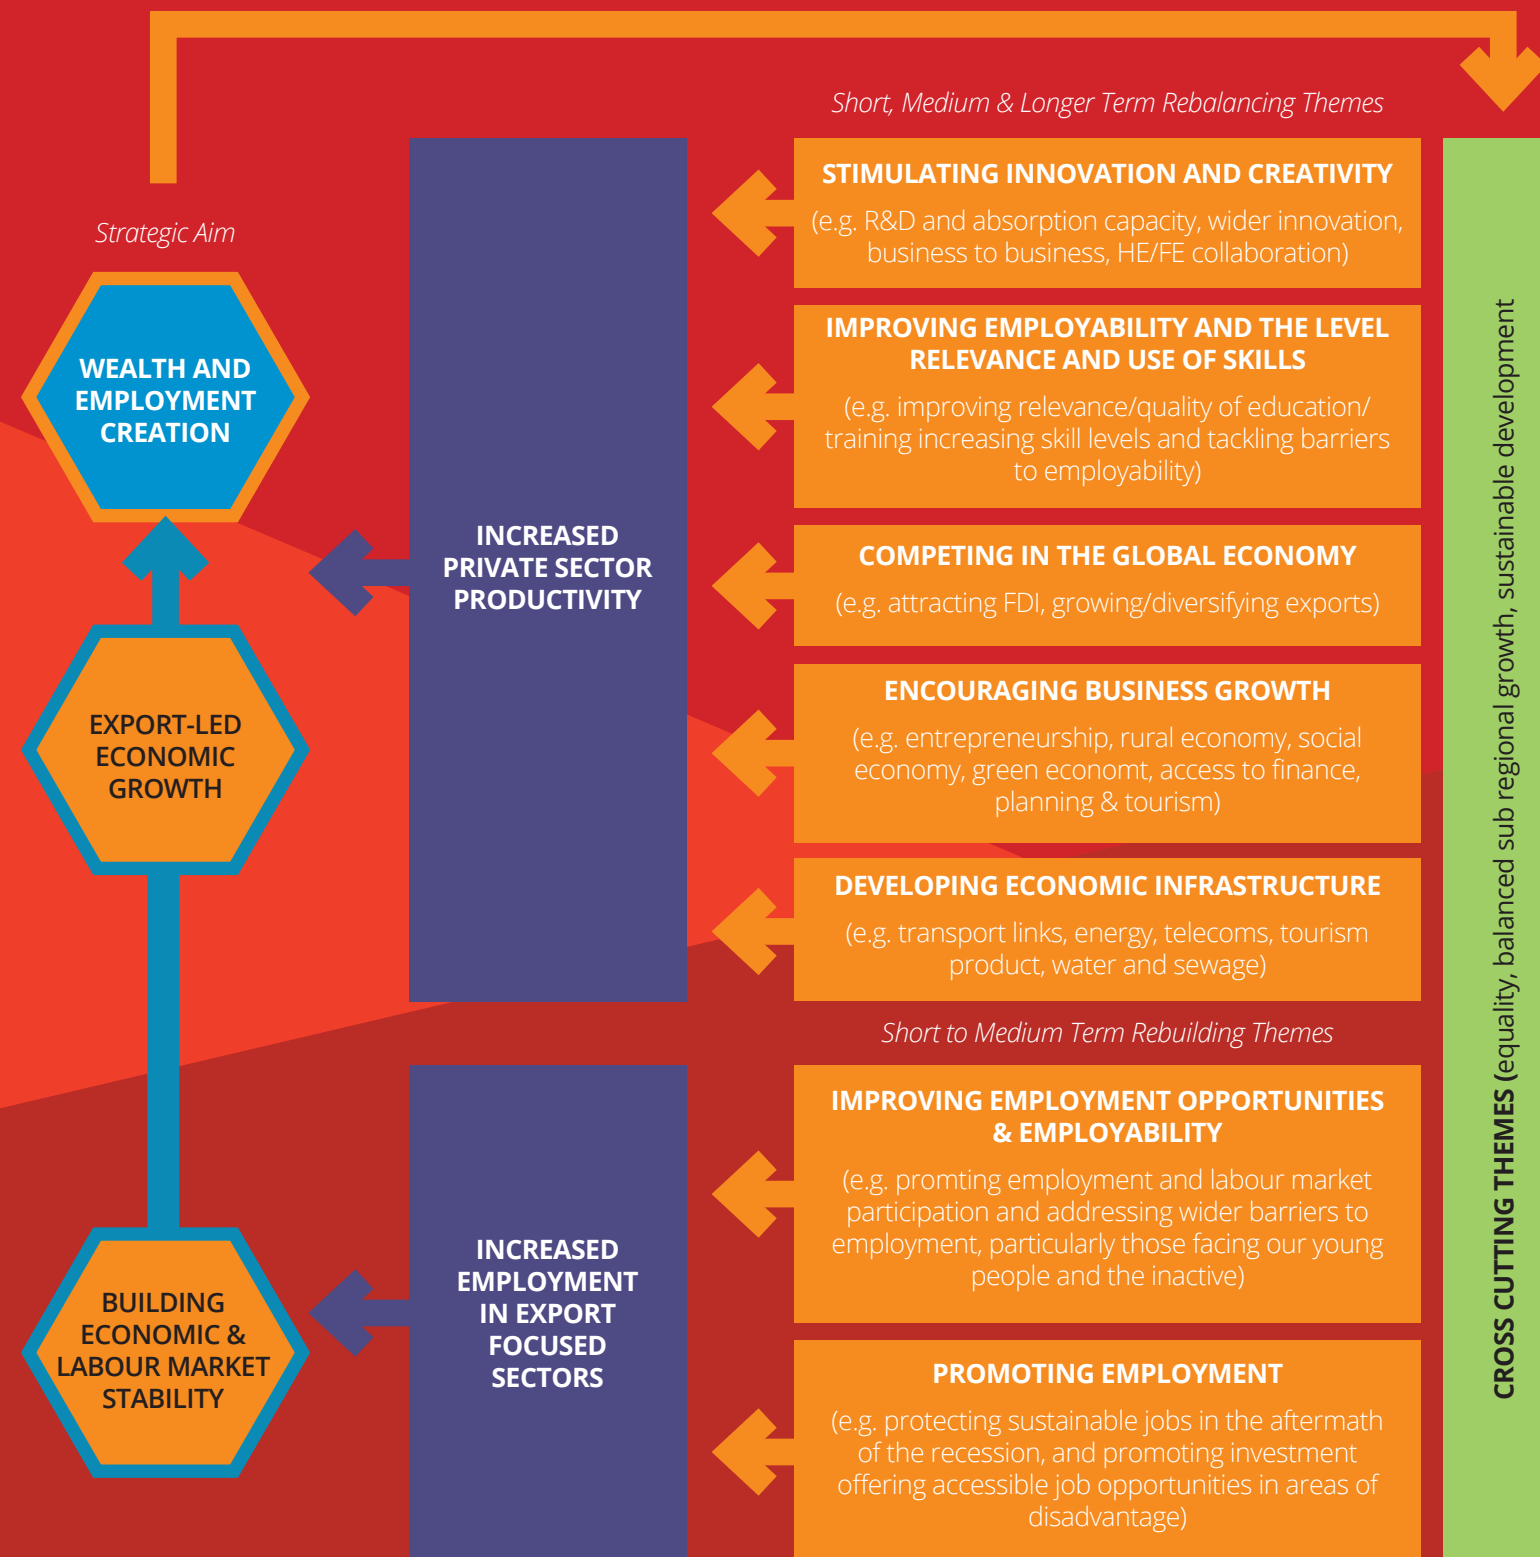 Short, Medium & Longer Term Rebalancing Themes
Strategic Aim
WEALTH AND
EMPLOYMENT
CREATION
EXPORT-LED
ECONOMIC
GROWTH
BUILDING
ECONOMIC &
LABOUR MARKET
STABILITY
INCREASED
PRIVATE SECTOR
PRODUCTIVITY
INCREASED
EMPLOYMENT
IN EXPORT
FOCUSED
SECTORS
STIMULATING INNOVATION AND CREATIVITY
(e.g. R&D and absorption capacity, wider innovation,
business to business, HE/FE collaboration)
IMPROVING EMPLOYABILITY AND THE LEVEL
RELEVANCE AND USE OF SKILLS
(e.g. improving relevance/quality of education/
training increasing skill levels and tackling barriers
to employability)
COMPETING IN THE GLOBAL ECONOMY
(e.g. attracting FDI, growing/diversifying exports)
ENCOURAGING BUSINESS GROWTH
(e.g. entrepreneurship, rural economy, social
economy, green economt, access to finance,
planning & tourism)
DEVELOPING ECONOMIC INFRASTRUCTURE
(e.g. transport links, energy, telecoms, tourism
product, water and sewage)
Short to Medium Term Rebuilding Themes
IMPROVING EMPLOYMENT OPPORTUNITIES
& EMPLOYABILITY
(e.g. promting employment and labour market
participation and addressing wider barriers to
employment, particularly those facing our young
people and the inactive)
PROMOTING EMPLOYMENT
(e.g. protecting sustainable jobs in the aftermath
of the recession, and promoting investment
offering accessible job opportunities in areas of
disadvantage)
CROSS CUTTING THEMES (equality, balanced sub regional growth, sustainable development